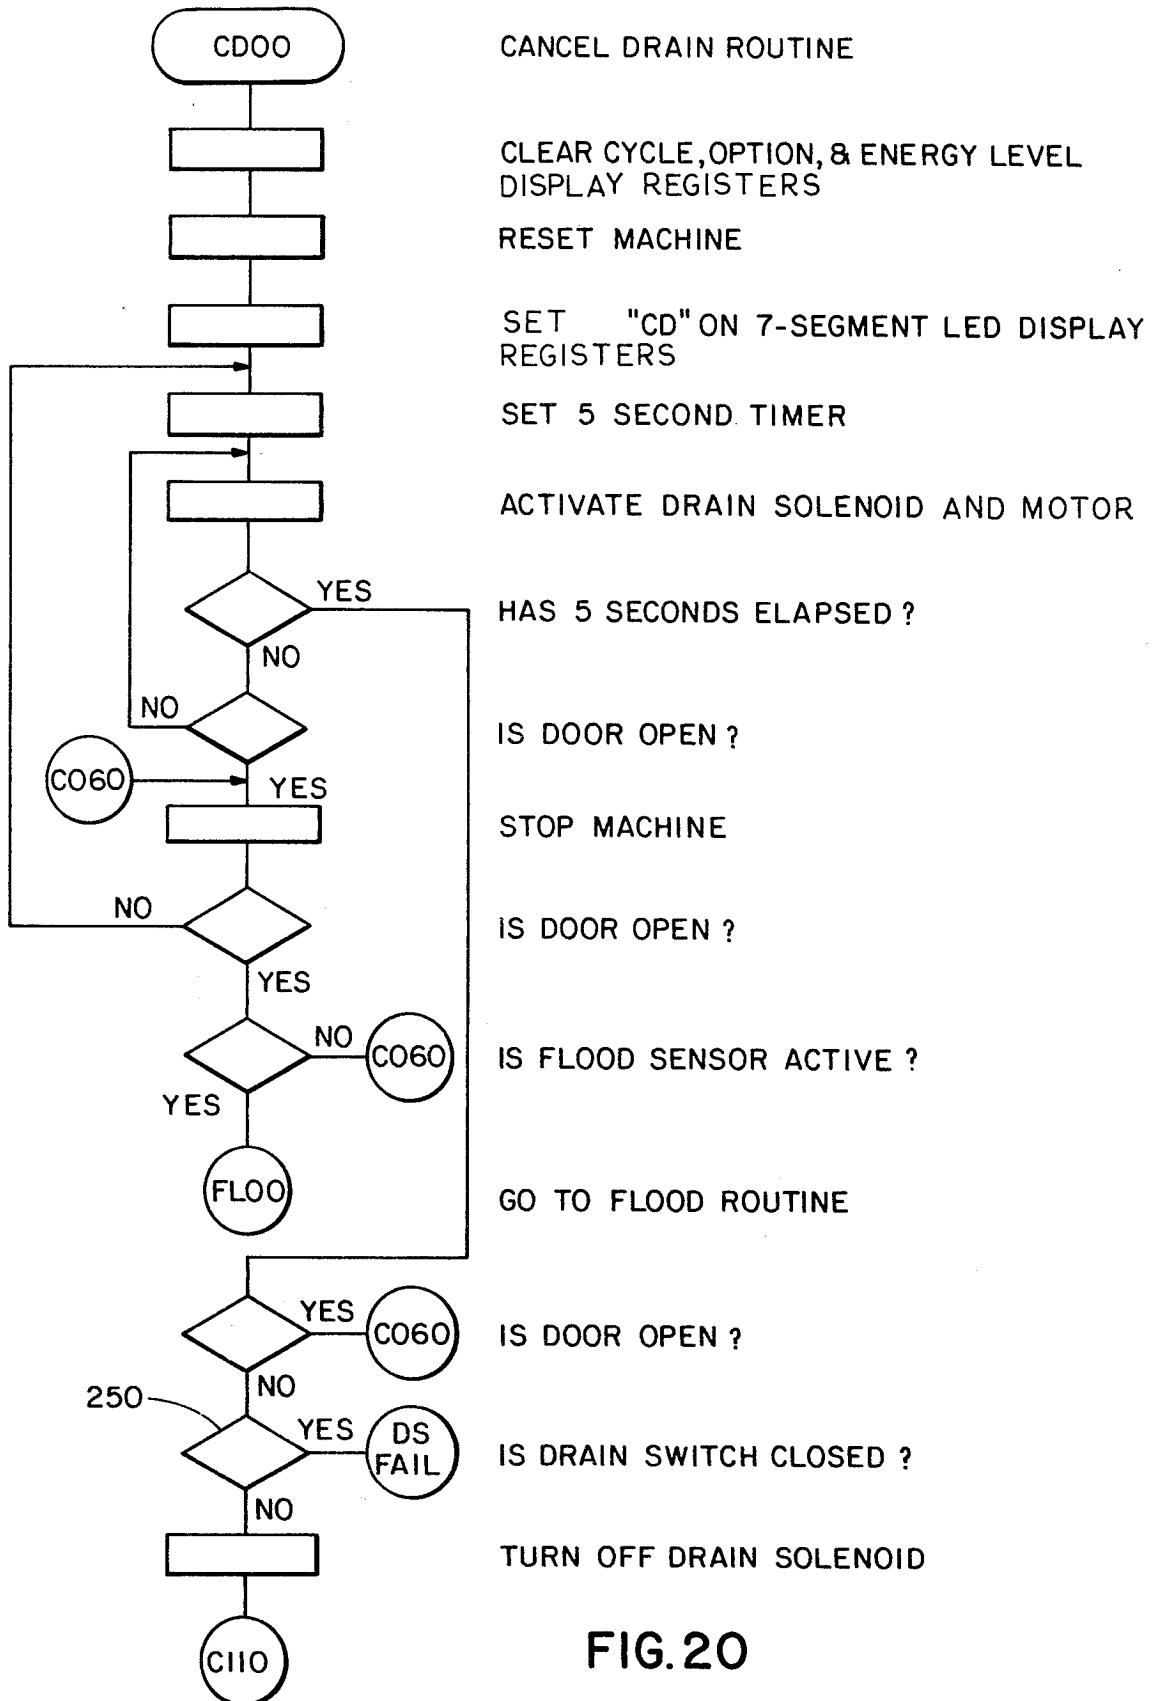 CD00 CANCEL DRAIN ROUTINE
CLEAR CYCLE, OPTION, & ENERGY LEVEL
DISPLAY REGISTERS
RESET MACHINE
SET "CD" ON 7-SEGMENT LED DISPLAY
REGISTERS
SET 5 SECOND TIMER
ACTIVATE DRAIN SOLENOID AND MOTOR
YES
HAS 5 SECONDS ELAPSED ?
NO
NO
IS DOOR OPEN ?
C060
YES
STOP MACHINE
NO
IS DOOR OPEN ?
YES
NO
C060 IS FLOOD SENSOR ACTIVE ?
YES
FL00
GO TO FLOOD ROUTINE
YES
C060 IS DOOR OPEN ?
NO
250
YES
DS
FAIL
IS DRAIN SWITCH CLOSED ?
NO
TURN OFF DRAIN SOLENOID
C110
FIG. 20